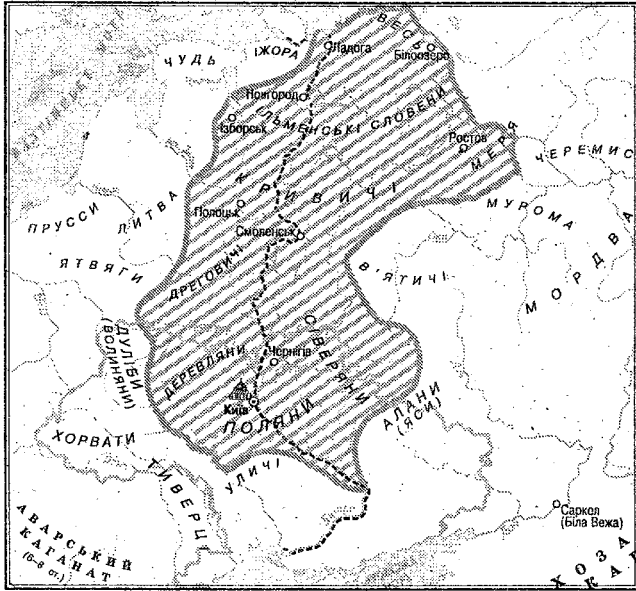 ВЕСЬ
ІЖОРА
Ладога
ЧУДЬ
Білоозеро
Новгород
ІЛЬМЕНСЬКІ СЛОВЕНИ
Ізборськ
Ростов
МЕРЯ
ЧЕРЕМИС
КРИВИЧІ
ЛИТВА
ПРУССИ
Полоцьк
МУРОМА
Смоленськ
МОРДВА
ЯТВЯГИ
ДРЕГОВИЧІ
В'ЯТИЧІ
ДУЛІБИ
(ВОЛИНЯНИ)
СІВЕРЯНИ
Чернігів
ДЕРЕВЛЯНИ
Київ
ПОЛЯНИ
АЛАНИ
(ЯСИ)
ХОРВАТИ
ТИВЕРЦІ
УЛИЧІ
Саркел
(Біла Вежа)
АВАРСЬКИЙ
КАГАНАТ
(6-8 ст.)
ХОЗА
КАГ